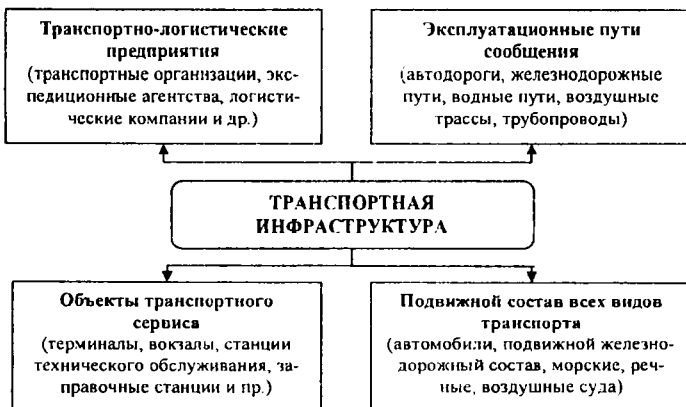 Транспортно-логистические
предприятия
(транспортные организации, экс-
педиционные агентства, логисти-
ческие компании и др.)
Эксплуатационные пути
сообщения
(автодороги, железнодорожные
пути, водные пути, воздушные
трассы, трубопроводы)
ТРАНСПОРТНАЯ
ИНФРАСТРУКТУРА
Объекты транспортного
сервиса
(терминалы, вокзалы, станции
технического обслуживания, за-
правочные станции и пр.)
Подвижной состав всех видов
транспорта
(автомобили, подвижной железно-
дорожный состав, морские, реч-
ные, воздушные суда)